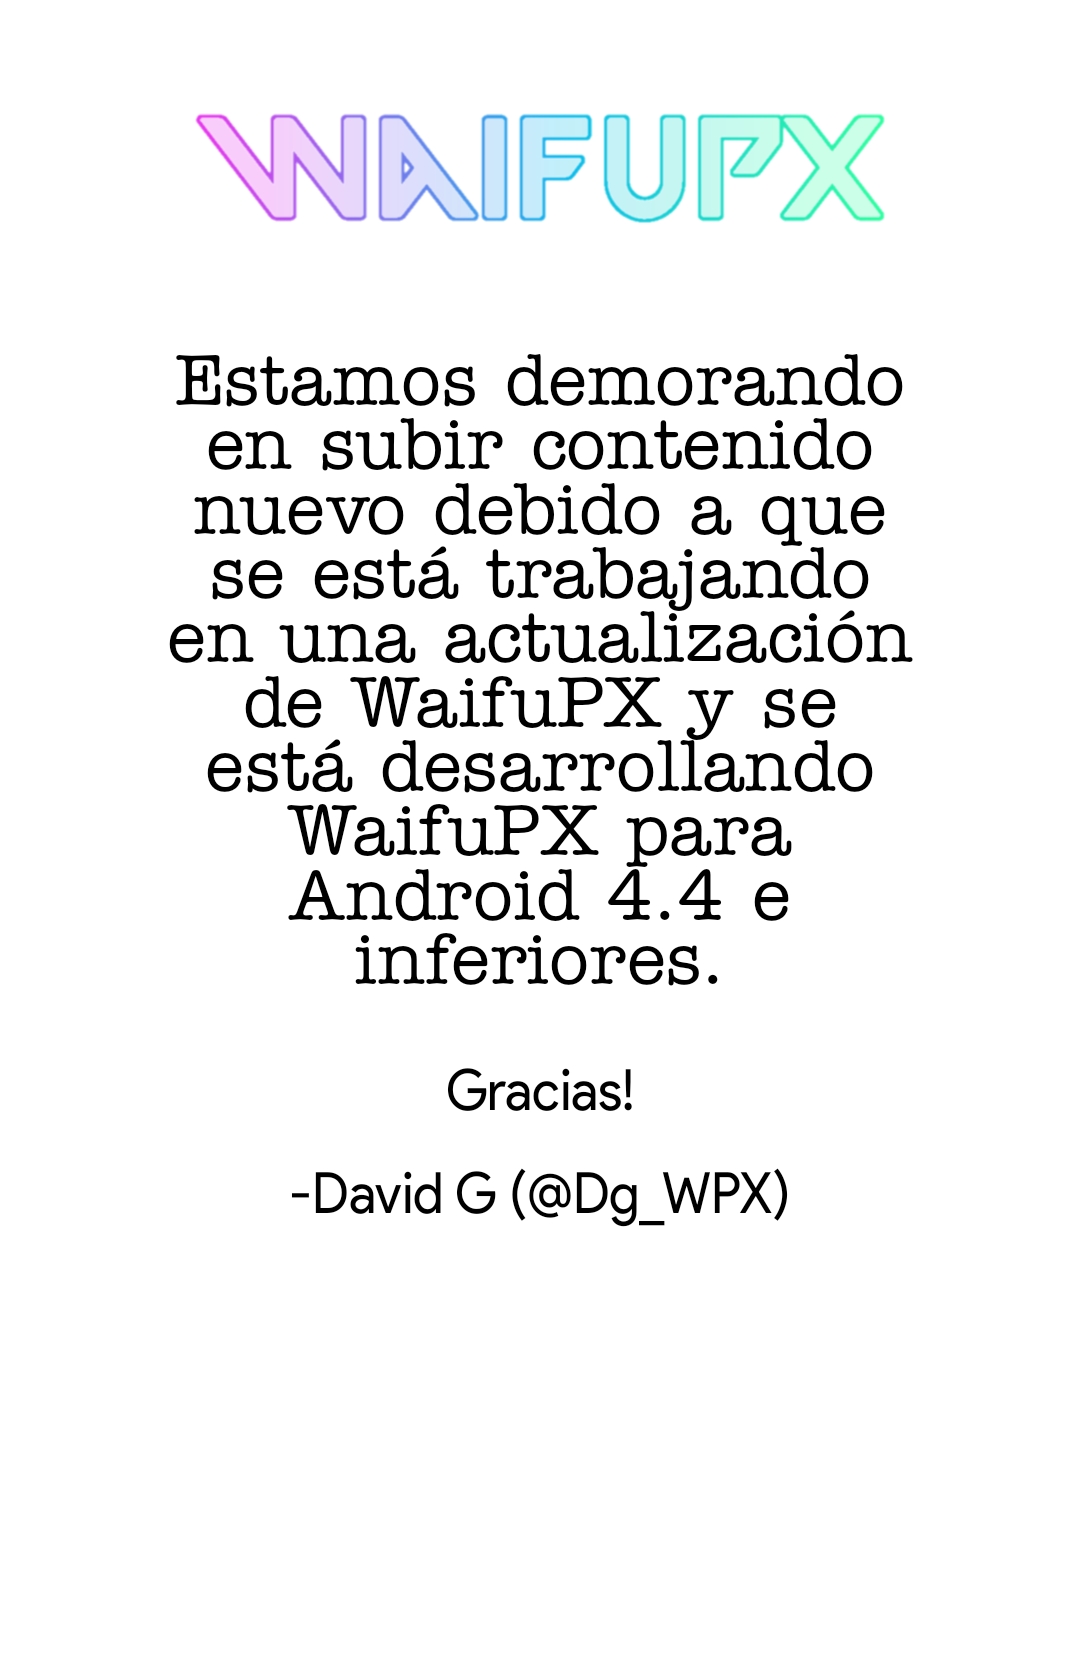 WAIFUPX
Estamos demorando
en subir contenido
nuevo debido a que
se está trabajando
en una actualización
de WaifuPX y se
está desarrollando
WaifuPX para
Android 4.4 e
inferiores.
Gracias!
-David G (@Dg_WPX)